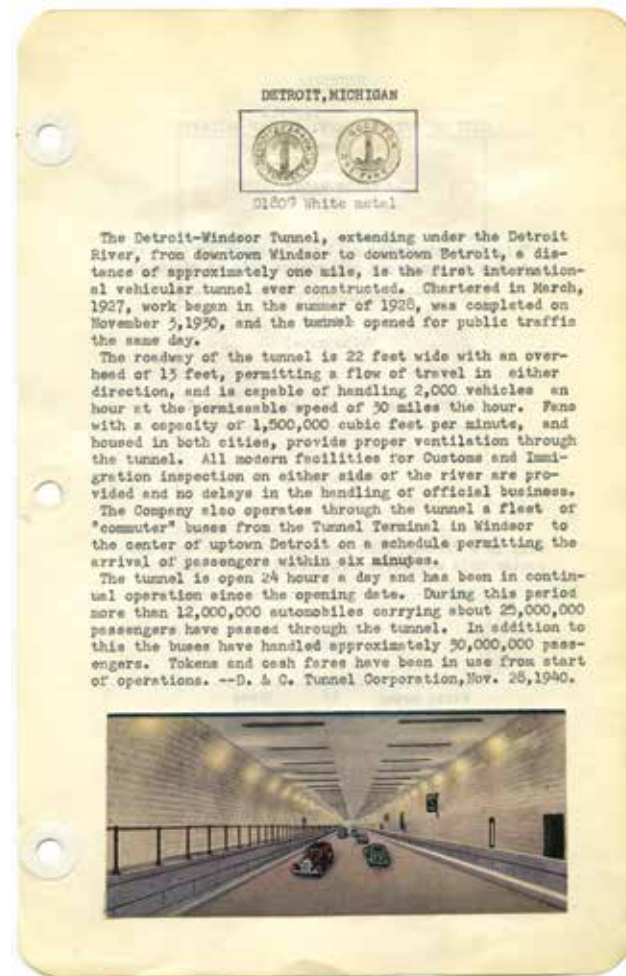 DETROIT,MICHIGAN
GOOD FOR
ONE FARE
White metal
The Detroit-Windsor Tunnel, extending under the Detroit
River, from downtown Windsor to downtown Detroit, a dis-
tance of approximately one mile, is the first internation-
al vehicular tunnel ever constructed. Chartered in March,
1927, work began in the summer of 1928, was completed on
November 3,1930, and the tunnel opened for public traffic
the same day.
The roadway of the tunnel is 22 feet wide with an over-
head of 13 feet, permitting a flow of travel in either
direction, and is capable of handling 2,000 vehicles an
hour at the permissable speed of 30 miles the hour. Fans
with a capacity of 1,500,000 cubic feet per minute, and
housed in both cities, provide proper ventilation through
the tunnel. All modern facilities for Customs and Immi-
gration inspection on either side of the river are pro-
vided and no delays in the handling of official business.
The Company also operates through the tunnel a fleet of
"commuter" buses from the Tunnel Terminal in Windsor to
the center of uptown Detroit on a schedule permitting the
arrival of passengers within six minutes.
The tunnel is open 24 hours a day and has been in contin-
ual operation since the opening date. During this period
more than 12,000,000 automobiles carrying about 25,000,000
passengers have passed through the tunnel. In addition to
this the buses have handled approximately 30,000,000 pass-
engers. Tokens and cash fares have been in use from start
of operations. --D. & C. Tunnel Corporation,Nov. 28,1940.